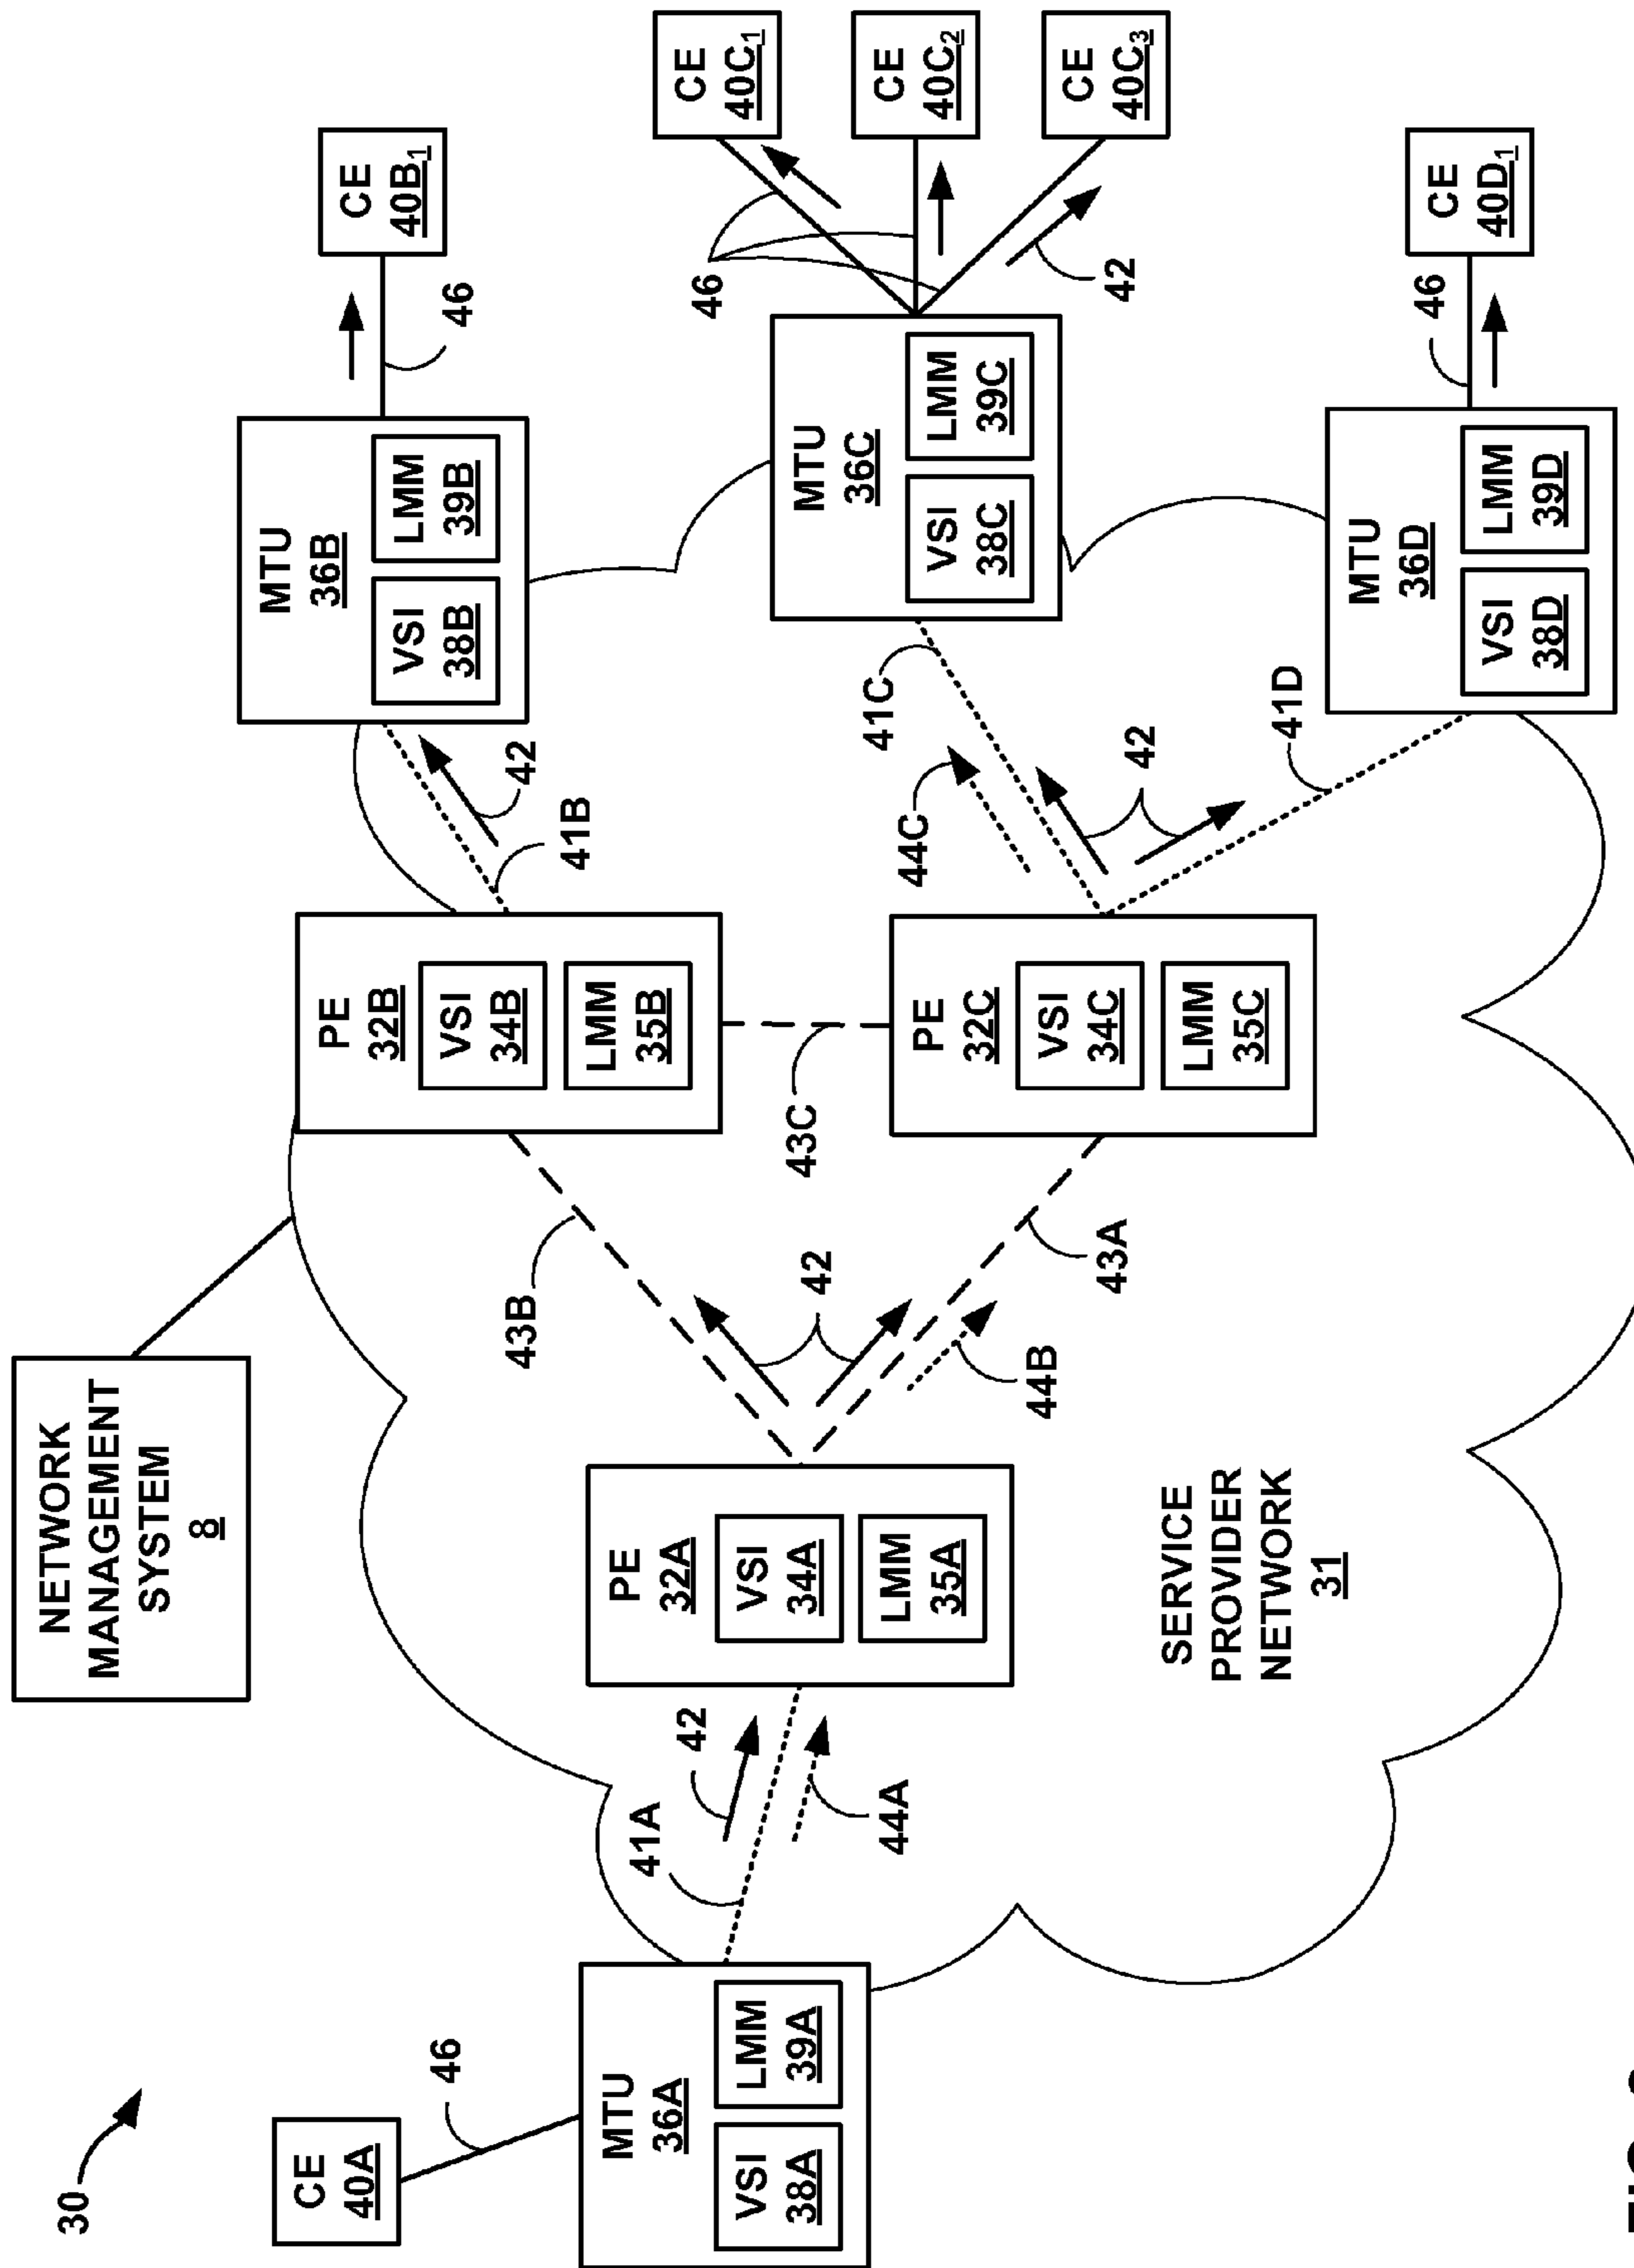 30
NETWORK
MANAGEMENT
SYSTEM
8
CE
40A
46
MTU
36A
VSI
38A
LMM
39A
41A
42
44A
PE
32A
VSI
34A
LMM
35A
SERVICE
PROVIDER
NETWORK
31
43B
42
44B
43A
PE
32B
VSI
34B
LMM
35B
43C
PE
32C
VSI
34C
LMM
35C
42
41B
44C
41C
42
41D
MTU
36B
VSI
38B
LMM
39B
46
CE
40B1
MTU
36C
VSI
38C
LMM
39C
46
42
CE
40C1
CE
40C2
CE
40C3
MTU
36D
VSI
38D
LMM
39D
46
CE
40D1